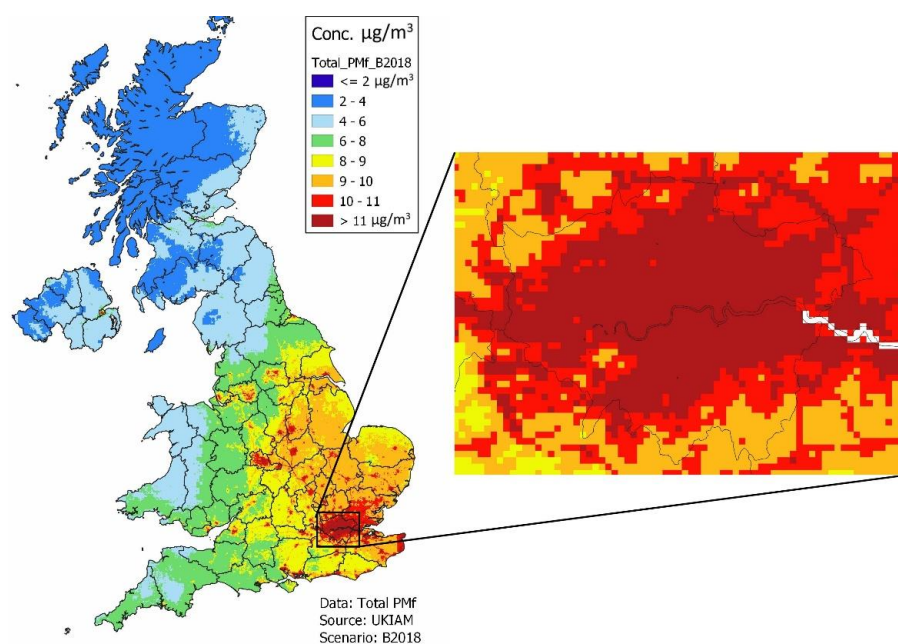 Conc. µg/m³
Total_PMf_B2018
<= 2 µg/m³
2 - 4
4 - 6
6 - 8
8 - 9
9 - 10
10 - 11
> 11 µg/m³
Data: Total PMf
Source: UKIAM
Scenario: B2018